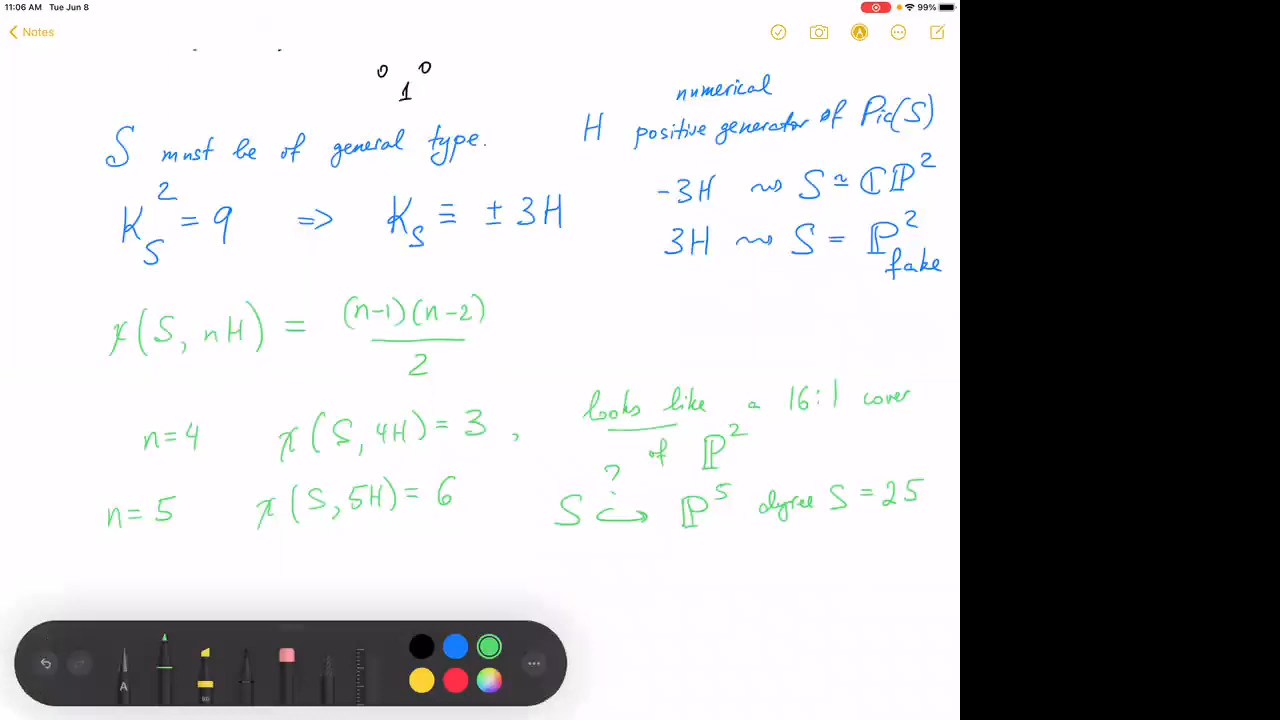 11:06 AM Tue Jun 8
99%
Notes
0 0
1
S must be of general type.
H numerical positive generator of Pic(S)
K_S^2 = 9 => K_S ≡ ± 3H
-3H ⇝ S ≃ ℂℙ^2
3H ⇝ S = ℙ^2_fake
χ(S, nH) = (n-1)(n-2) / 2
n=4 χ(S, 4H) = 3 , looks like a 16:1 cover
of ℙ^2
n=5 χ(S, 5H) = 6 S ↪? ℙ^5 degree S = 25
A
80